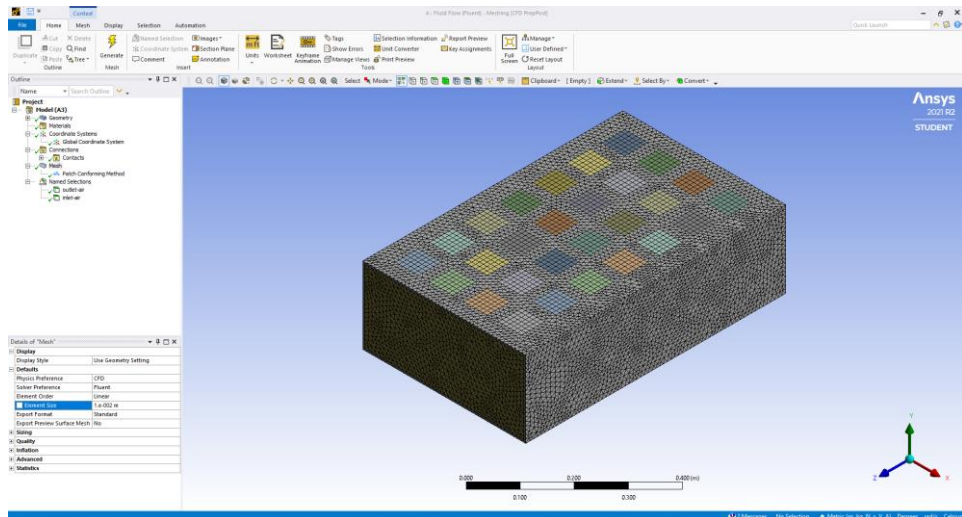 Context
A : Fluid Flow (Fluent) - Meshing [CFD PrepPost]
File Home Mesh Display Selection Automation
Quick Launch
Duplicate
Cut
Copy
Paste
Delete
Find
Tree
Outline
Generate
Mesh
Named Selection
Coordinate System
Comment
Images
Section Plane
Annotation
Insert
Units
Worksheet
Keyframe Animation
Tags
Show Errors
Manage Views
Selection Information
Unit Converter
Print Preview
Report Preview
Key Assignments
Tools
Full Screen
Manage
User Defined
Reset Layout
Layout
Outline
Name Search Outline
Select Mode Clipboard [Empty] Extend Select By Convert
Project
Model (A3)
Geometry
Materials
Coordinate Systems
Global Coordinate System
Connections
Contacts
Mesh
Patch Conforming Method
Named Selections
outlet-air
inlet-air
Ansys
2021 R2
STUDENT
Details of "Mesh"
Display
Display Style Use Geometry Setting
Defaults
Physics Preference CFD
Solver Preference Fluent
Element Order Linear
Element Size 1.e-002 m
Export Format Standard
Export Preview Surface Mesh No
Sizing
Quality
Inflation
Advanced
Statistics
0.000 0.200 0.400 (m)
0.100 0.300
Y
Z X
No Selection